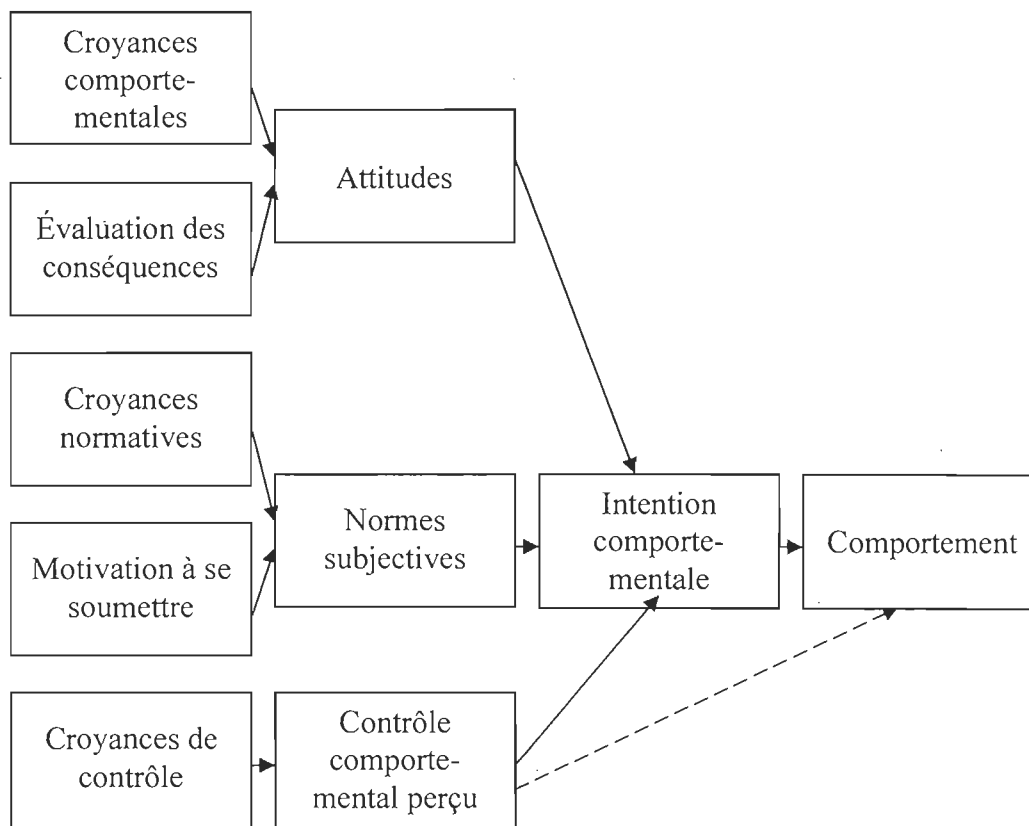 Croyances
comporte-
mentales
Attitudes
Évaluation des
conséquences
Croyances
normatives
Normes
subjectives
Intention
comporte-
mentale
Comportement
Motivation à se
soumettre
Croyances de
contrôle
Contrôle
comporte-
mental perçu